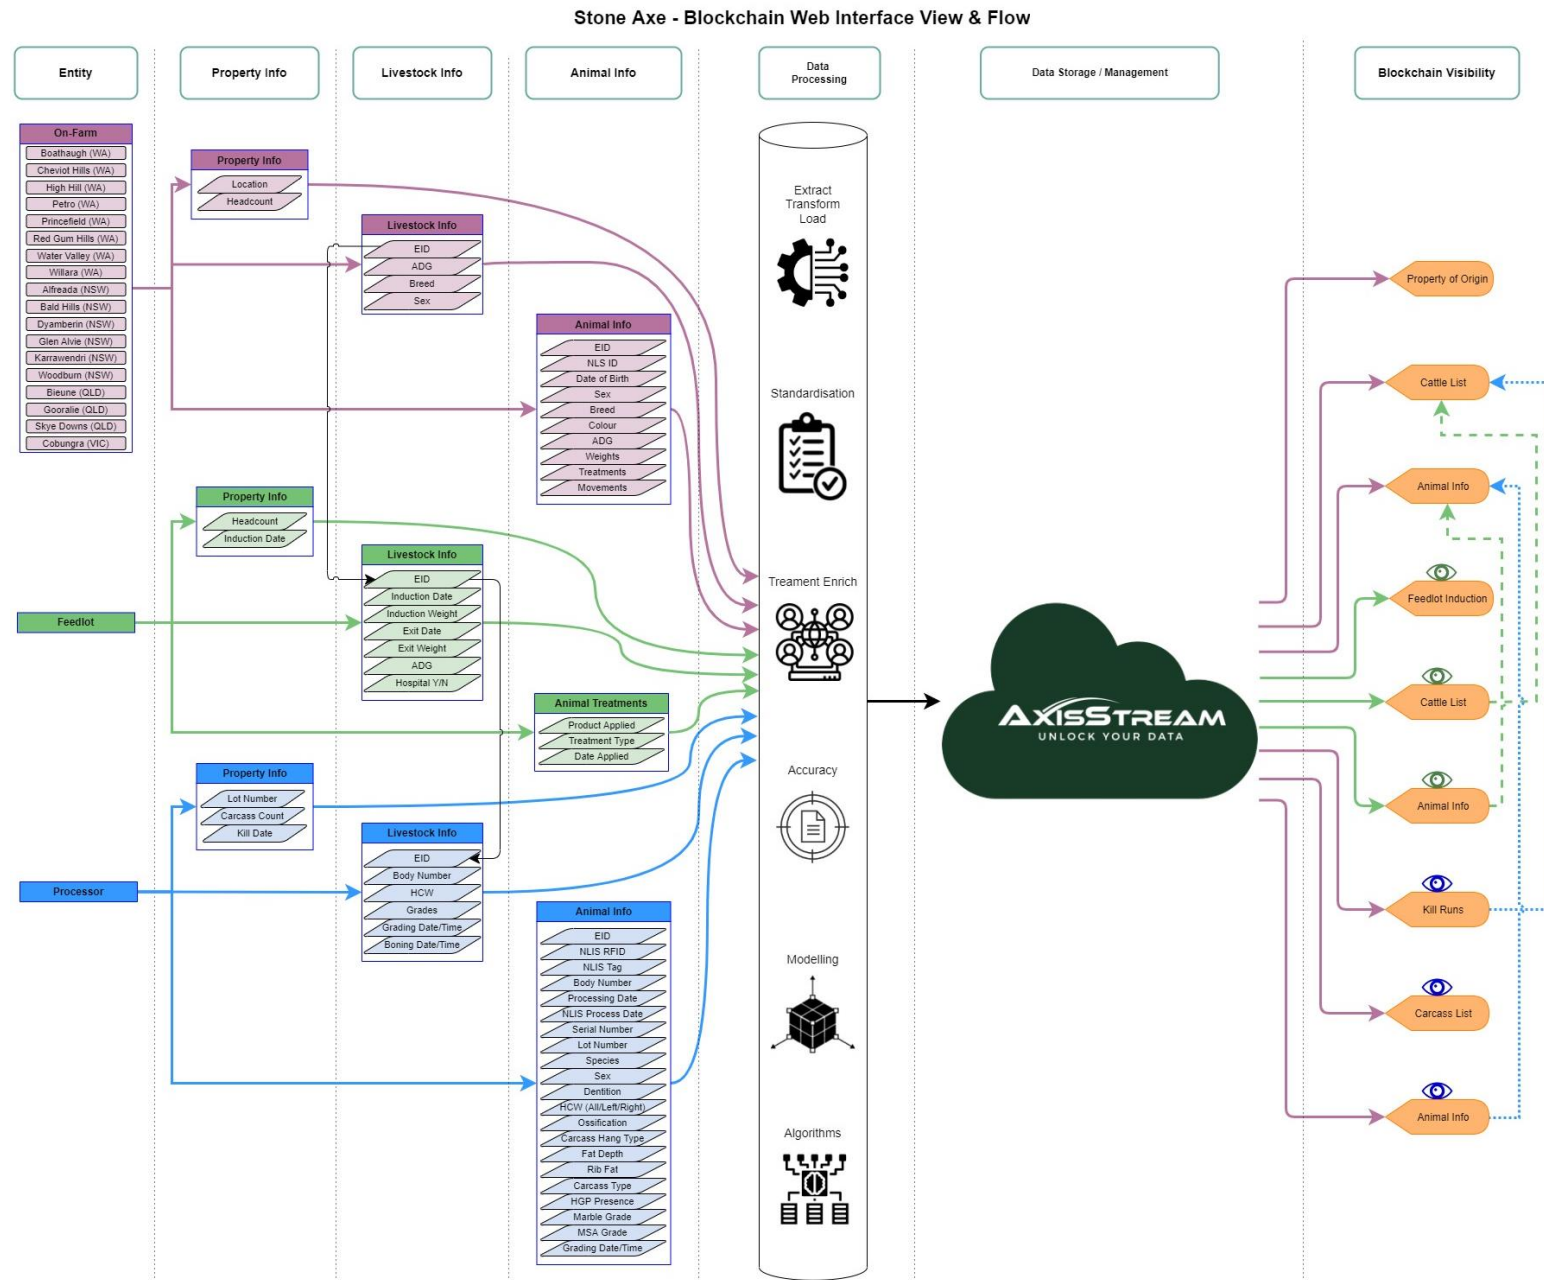 Stone Axe - Blockchain Web Interface View & Flow
Entity
Property Info
Livestock Info
Animal Info
Data
Processing
Data Storage / Management
Blockchain Visibility
On-Farm
Boathaugh (WA)
Cheviot Hills (WA)
High Hill (WA)
Petro (WA)
Princefield (WA)
Red Gum Hills (WA)
Water Valley (WA)
Willara (WA)
Alfreada (NSW)
Bald Hills (NSW)
Dyamberin (NSW)
Glen Alvie (NSW)
Karrawendri (NSW)
Woodburn (NSW)
Bieune (QLD)
Gooralie (QLD)
Skye Downs (QLD)
Cobungra (VIC)
Property Info
Location
Headcount
Livestock Info
EID
ADG
Breed
Sex
Animal Info
EID
NLS ID
Date of Birth
Sex
Breed
Colour
ADG
Weights
Treatments
Movements
Feedlot
Property Info
Headcount
Induction Date
Livestock Info
EID
Induction Date
Induction Weight
Exit Date
Exit Weight
ADG
Hospital Y/N
Animal Treatments
Product Applied
Treatment Type
Date Applied
Processor
Property Info
Lot Number
Carcass Count
Kill Date
Livestock Info
EID
Body Number
HCW
Grades
Grading Date/Time
Boning Date/Time
Animal Info
EID
NLIS RFID
NLIS Tag
Body Number
Processing Date
NLIS Process Date
Serial Number
Lot Number
Species
Sex
Dentition
HCW (All/Left/Right)
Ossification
Carcass Hang Type
Fat Depth
Rib Fat
Carcass Type
HGP Presence
Marble Grade
MSA Grade
Grading Date/Time
Extract
Transform
Load
Standardisation
Treament Enrich
Accuracy
Modelling
Algorithms
AXISSTREAM
UNLOCK YOUR DATA
Property of Origin
Cattle List
Animal Info
Feedlot Induction
Cattle List
Animal Info
Kill Runs
Carcass List
Animal Info